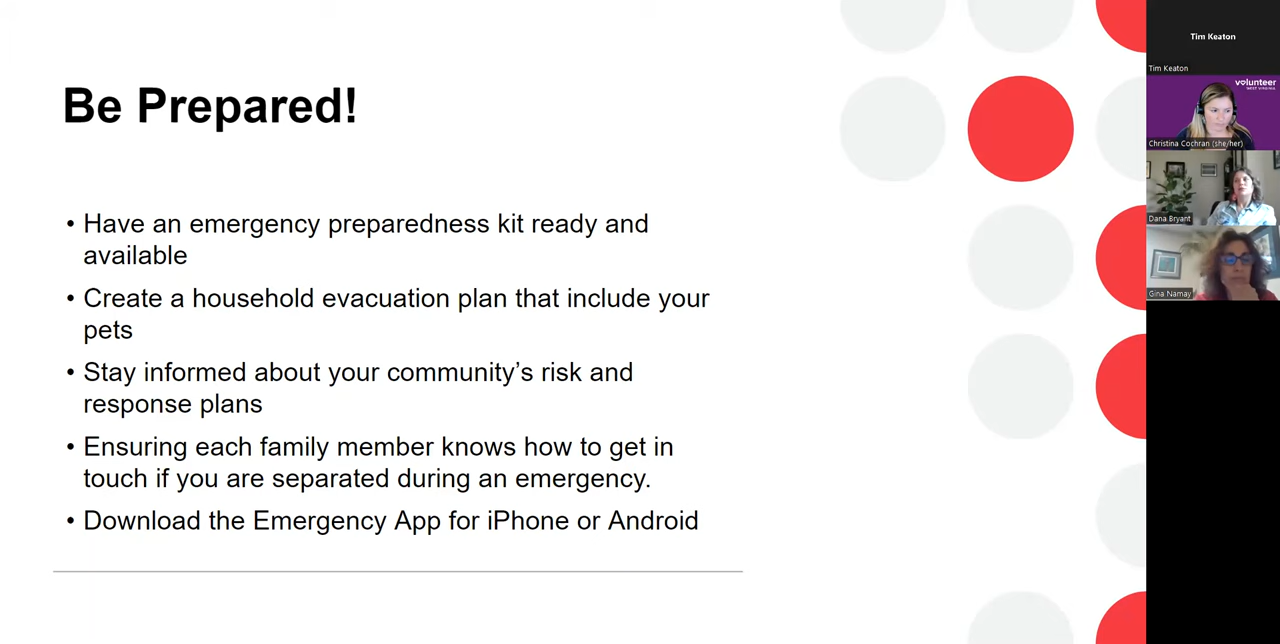 Be Prepared!
• Have an emergency preparedness kit ready and
available
• Create a household evacuation plan that include your
pets
• Stay informed about your community’s risk and
response plans
• Ensuring each family member knows how to get in
touch if you are separated during an emergency.
• Download the Emergency App for iPhone or Android
Tim Keaton
Tim Keaton
volunteer
WEST VIRGINIA
Christina Cochran (she/her)
Dana Bryant
Gina Namay